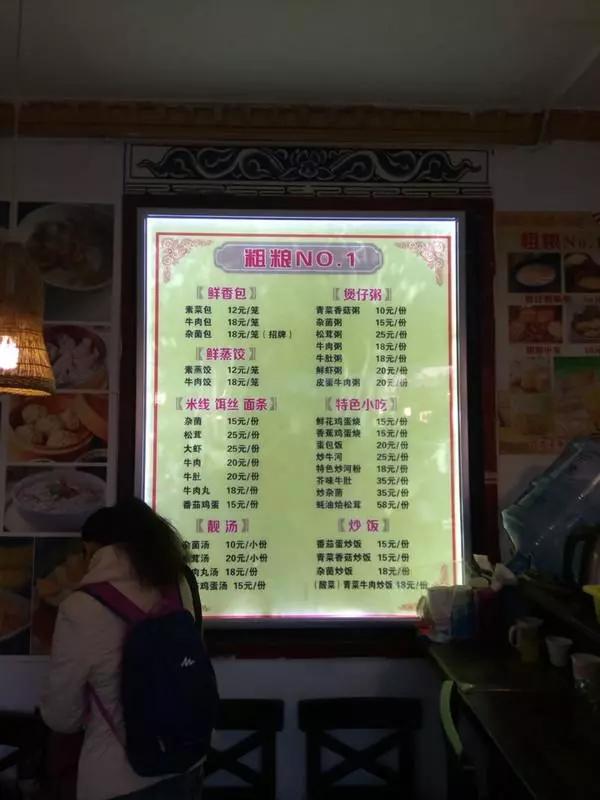 粗粮NO.1
〖鲜香包〗
素菜包 12元/笼
牛肉包 18元/笼
杂菌包 18元/笼（招牌）
〖鲜蒸饺〗
素蒸饺 12元/笼
牛肉饺 18元/笼
〖米线 饵丝 面条〗
杂菌 15元/份
松茸 25元/份
大虾 25元/份
牛肉 20元/份
牛肚 20元/份
牛肉丸 18元/份
番茄鸡蛋 15元/份
〖靓汤〗
杂菌汤 10元/小份
茸汤 20元/小份
肉丸汤 18元/份
鸡蛋汤 15元/份
〖煲仔粥〗
青菜香菇粥 10元/份
杂菌粥 15元/份
松茸粥 25元/份
牛肉粥 18元/份
牛肚粥 18元/份
鲜虾粥 20元/份
皮蛋牛肉粥 20元/份
〖特色小吃〗
鲜花鸡蛋烧 15元/份
香蕉鸡蛋烧 15元/份
蛋包饭 20元/份
炒牛河 25元/份
特色炒河粉 18元/份
芥味牛肚 35元/份
炒杂菌 35元/份
蚝油烩松茸 58元/份
〖炒饭〗
番茄蛋炒饭 15元/份
青菜香菇炒饭 15元/份
杂菌炒饭 18元/份
（酸菜）青菜牛肉炒饭 18元/份
粗粮No.1